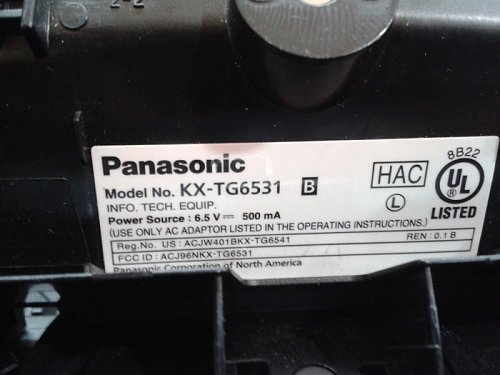 2-2
Panasonic
Model No. KX-TG6531 B
INFO. TECH. EQUIP.
Power Source : 6.5 V ⎓ 500 mA
(USE ONLY AC ADAPTOR LISTED IN THE OPERATING INSTRUCTIONS.)
Reg.No. US : ACJW401BKX-TG6541 REN : 0.1 B
FCC ID : ACJ96NKX-TG6531
Panasonic Corporation of North America
HAC
L
8B22
UL
LISTED